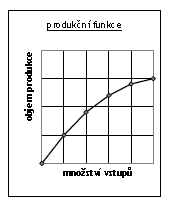 produkční funkce
objem produkce
množství vstupů